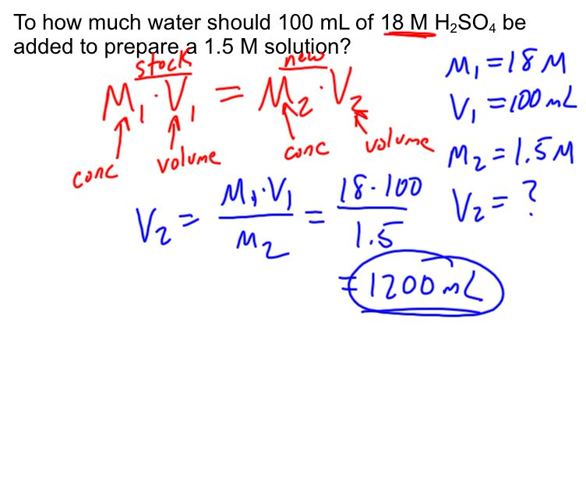 To how much water should 100 mL of 18 M H₂SO₄ be
added to prepare a 1.5 M solution?
stock new
M₁·V₁ = M₂·V₂
conc volume conc volume
M₁ = 18 M
V₁ = 100 mL
M₂ = 1.5 M
V₂ = ?
V₂ = M₁·V₁ / M₂ = 18·100 / 1.5
= 1200 mL